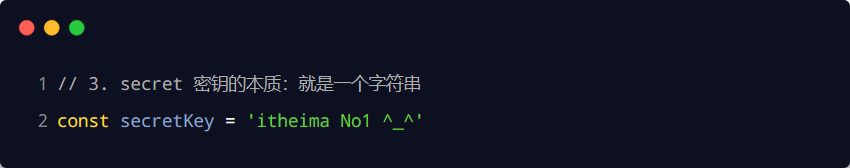 1 // 3. secret 密钥的本质：就是一个字符串
2 const secretKey = 'itheima No1 ^_^'